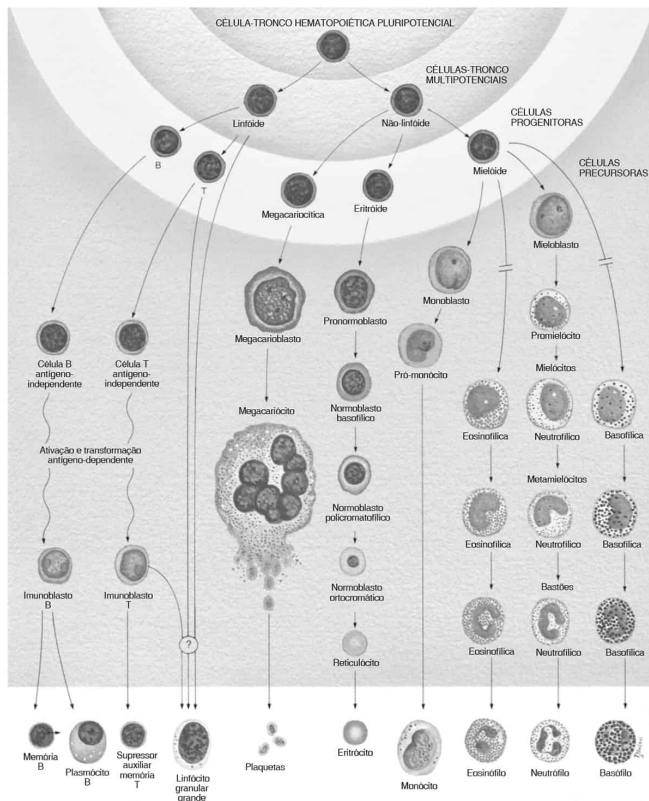 CÉLULA-TRONCO HEMATOPOIÉTICA PLURIPOTENCIAL
CÉLULAS-TRONCO
MULTIPOTENCIAIS
Linfóide
Não-linfóide
CÉLULAS
PROGENITORAS
B
T
Mielóide
CÉLULAS
PRECURSORAS
Megacariocítica
Eritróide
Mieloblasto
Monoblasto
Pronormoblasto
Megacarioblasto
Promielócito
Célula B
antígeno-
independente
Célula T
antígeno-
independente
Pró-monócito
Mielócitos
Megacariócito
Normoblasto
basofílico
Eosinofílica
Neutrofílico
Basofílica
Ativação e transformação
antígeno-dependente
Metamielócitos
Normoblasto
policromatofílico
Eosinofílica
Neutrofílico
Basofílica
Imunoblasto
B
Imunoblasto
T
Normoblasto
ortocromático
Bastões
?
Eosinofílica
Neutrofílico
Basofílica
Reticulócito
Memória
B
Plasmócito
B
Supressor
auxiliar
memória
T
Linfócito
granular
grande
Plaquetas
Eritrócito
Monócito
Eosinófilo
Neutrófilo
Basófilo